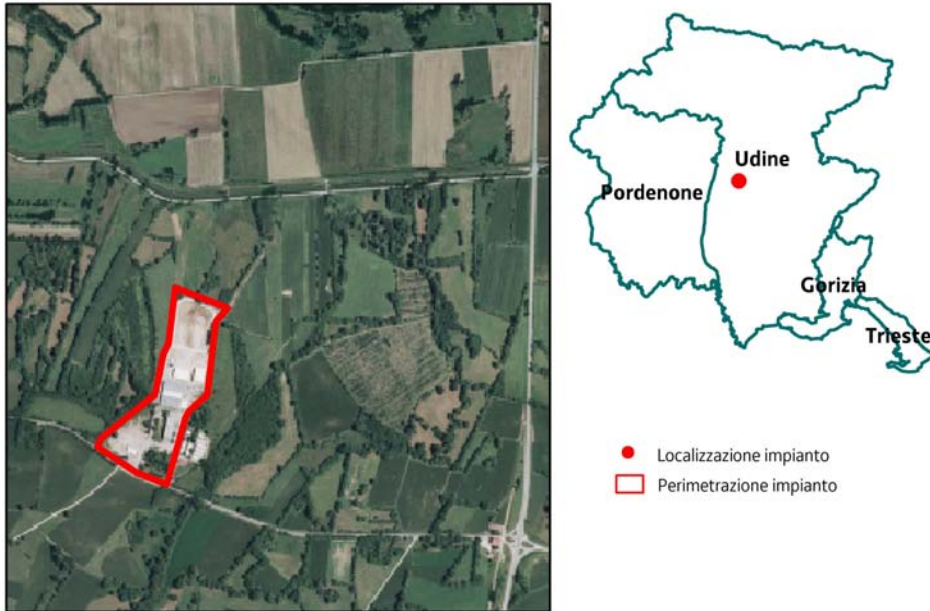 Udine
Pordenone
Gorizia
Trieste
Localizzazione impianto
Perimetrazione impianto